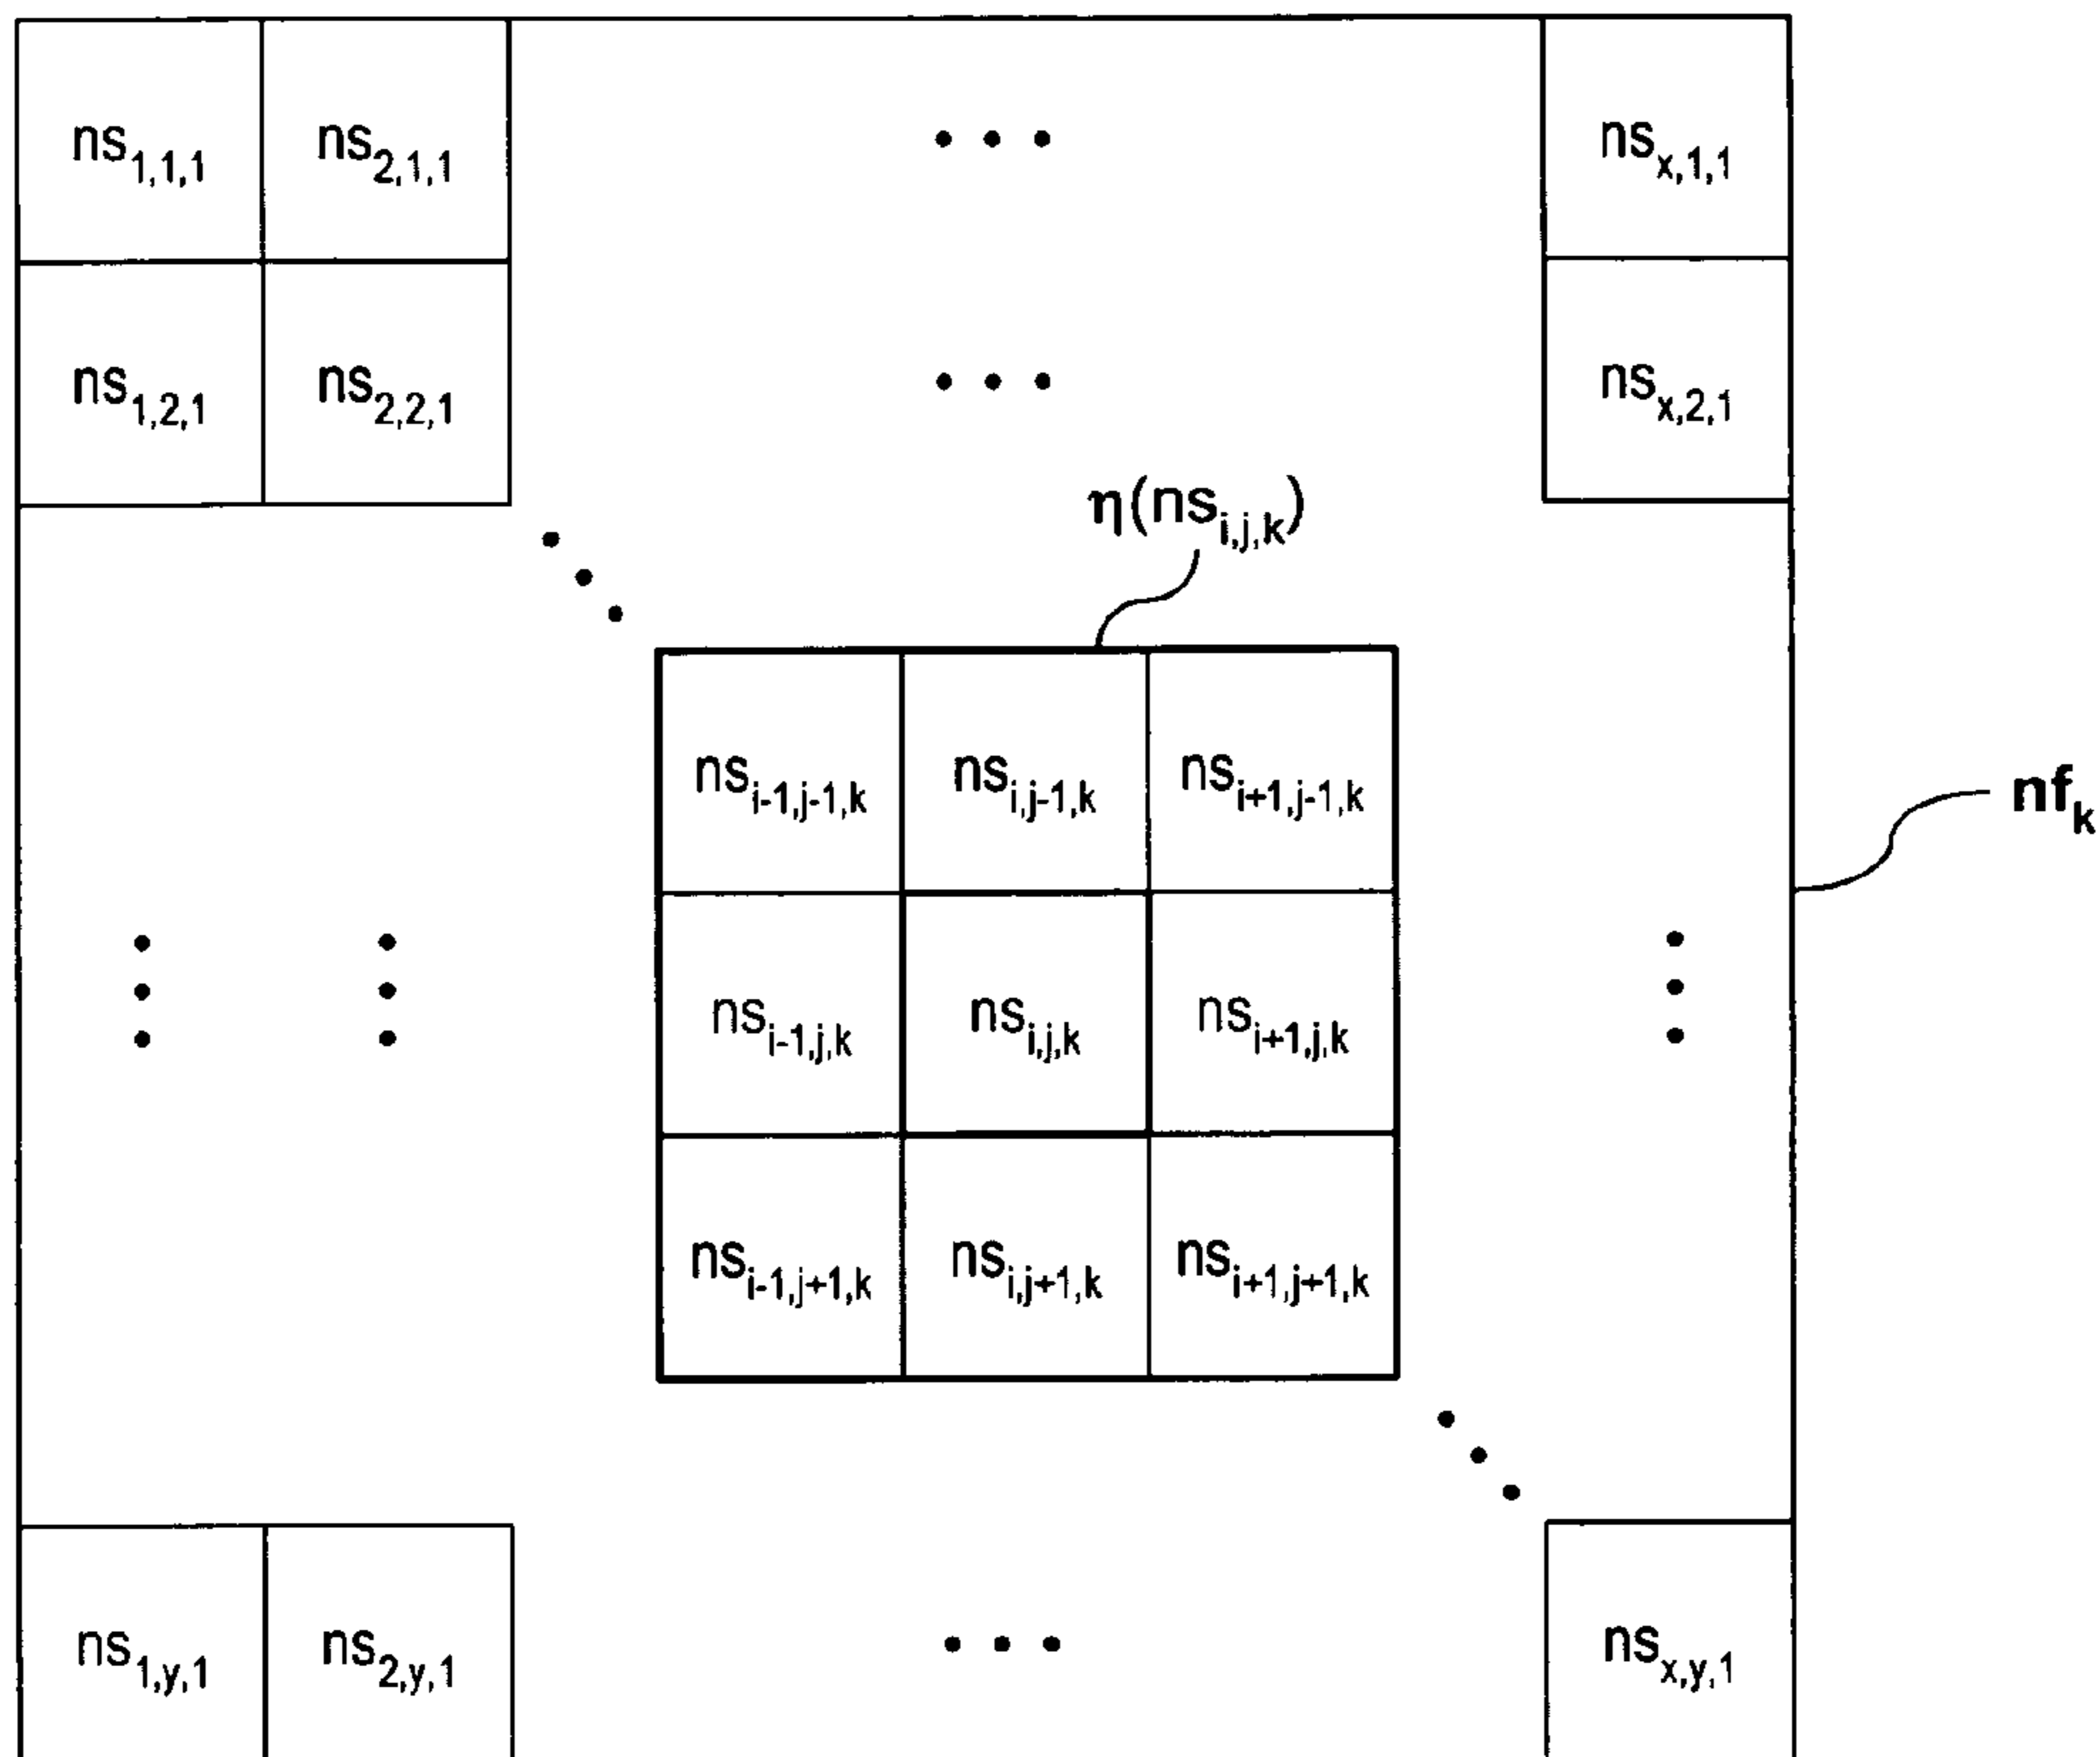 ns1,1,1 ns2,1,1 • • • nsx,1,1
ns1,2,1 ns2,2,1 • • • nsx,2,1
η(nsi,j,k)
nsi-1,j-1,k nsi,j-1,k nsi+1,j-1,k
nfk
nsi-1,j,k nsi,j,k nsi+1,j,k
nsi-1,j+1,k nsi,j+1,k nsi+1,j+1,k
ns1,y,1 ns2,y,1 • • • nsx,y,1